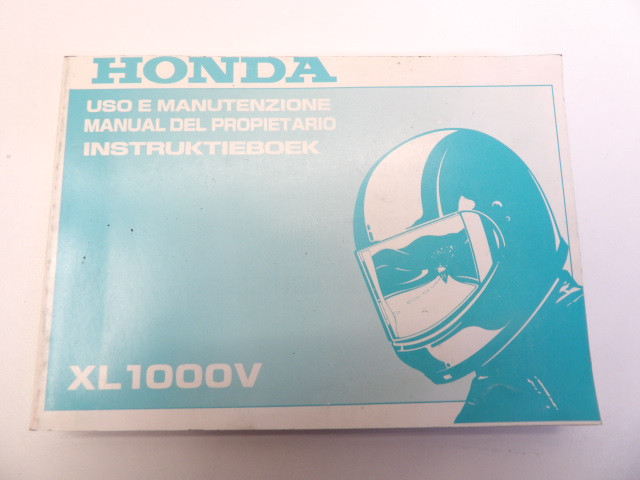 HONDA
USO E MANUTENZIONE
MANUAL DEL PROPIETARIO
INSTRUKTIEBOEK
XL1000V